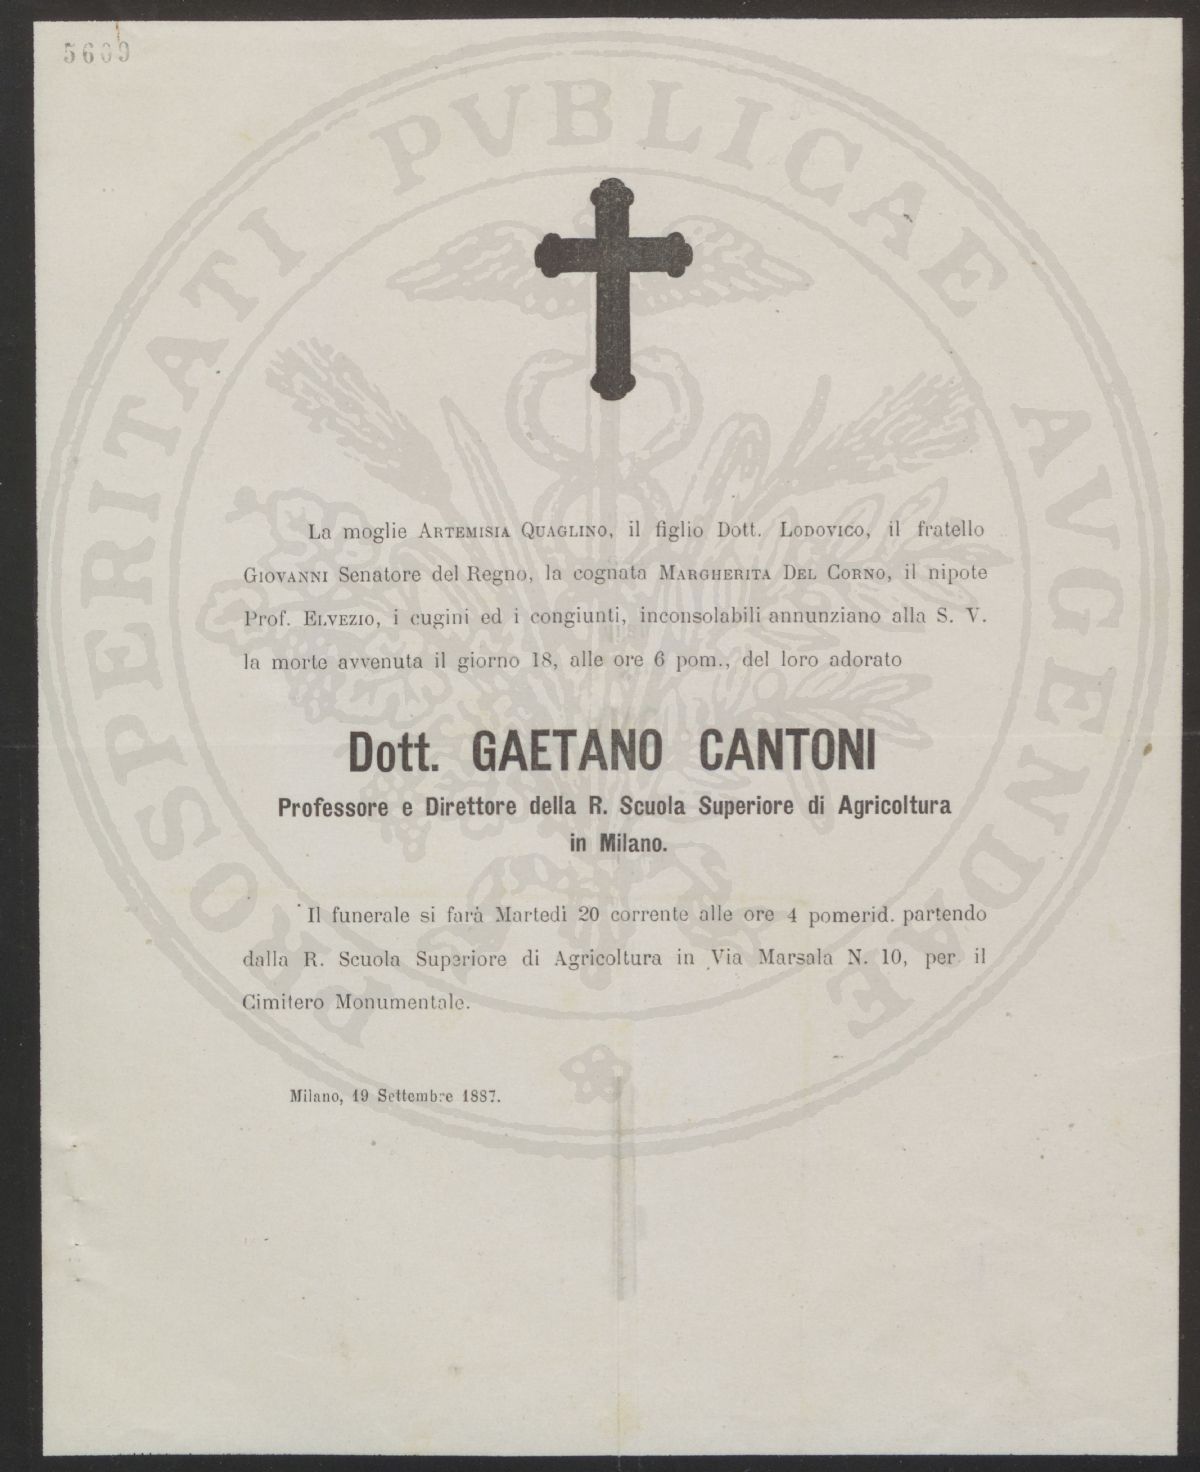 5609
PROSPERITATI PVBLICAE AVGENDAE
La moglie Artemisia Quaglino, il figlio Dott. Lodovico, il fratello
Giovanni Senatore del Regno, la cognata Margherita Del Corno, il nipote
Prof. Elvezio, i cugini ed i congiunti, inconsolabili annunziano alla S. V.
la morte avvenuta il giorno 18, alle ore 6 pom., del loro adorato
Dott. GAETANO CANTONI
Professore e Direttore della R. Scuola Superiore di Agricoltura
in Milano.
Il funerale si farà Martedì 20 corrente alle ore 4 pomerid. partendo
dalla R. Scuola Superiore di Agricoltura in Via Marsala N. 10, per il
Cimitero Monumentale.
Milano, 19 Settembre 1887.